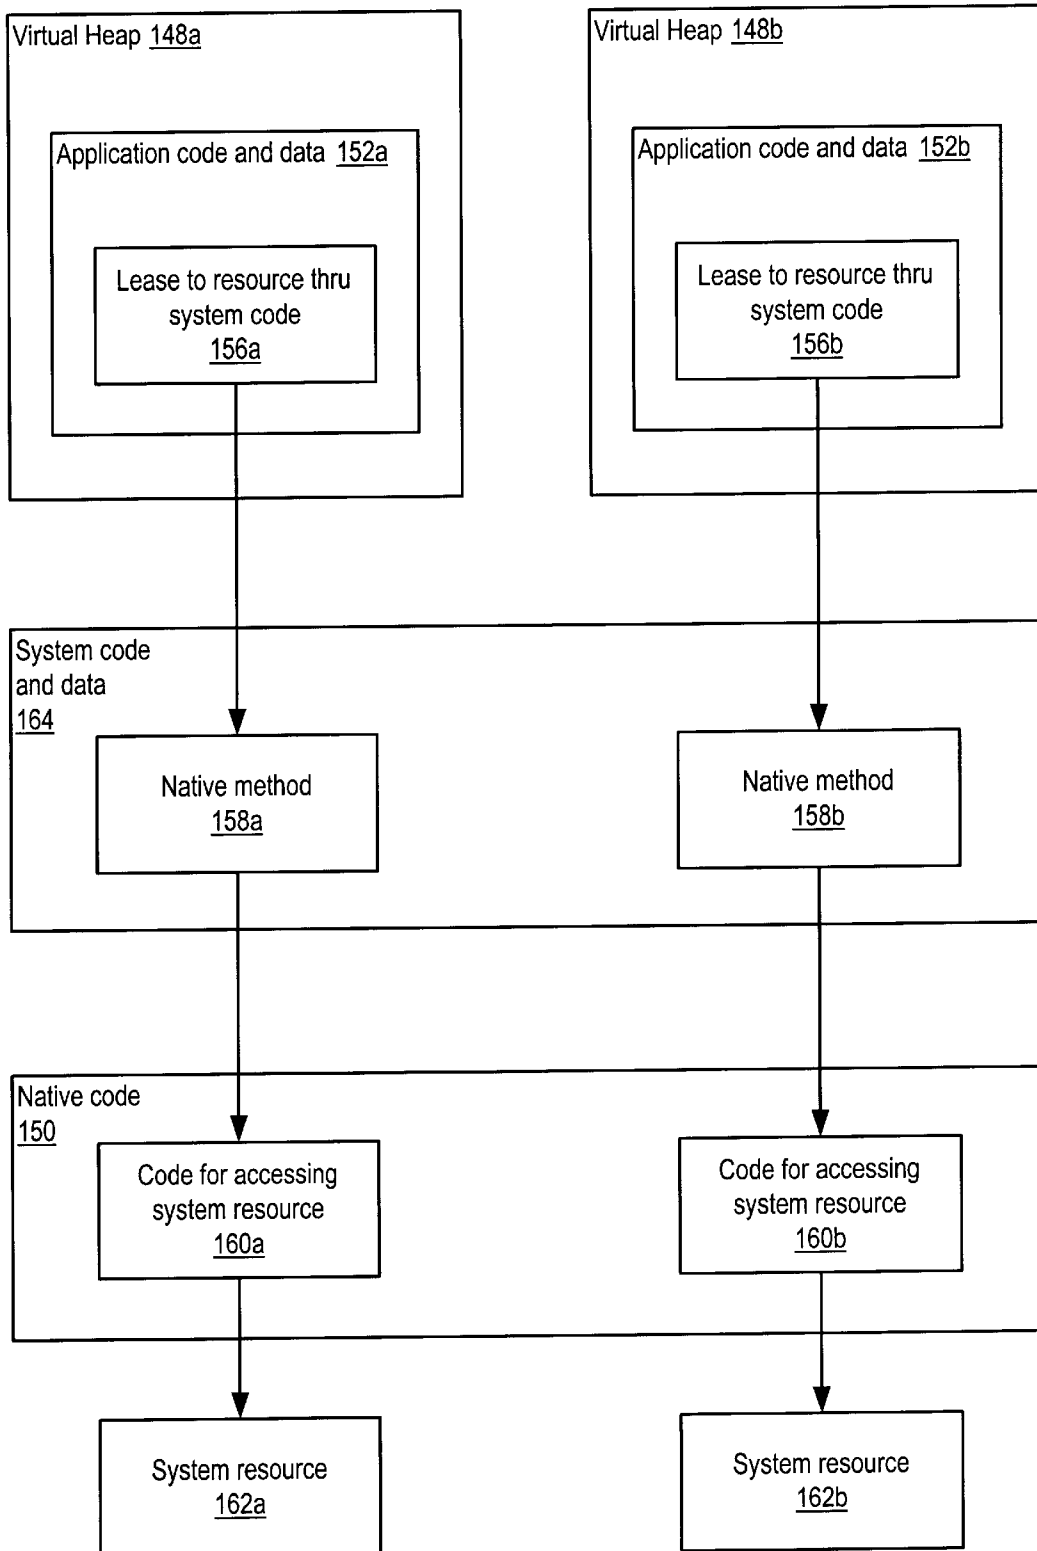 Virtual Heap 148a
Application code and data 152a
Lease to resource thru
system code
156a
Virtual Heap 148b
Application code and data 152b
Lease to resource thru
system code
156b
System code
and data
164
Native method
158a
Native method
158b
Native code
150
Code for accessing
system resource
160a
Code for accessing
system resource
160b
System resource
162a
System resource
162b